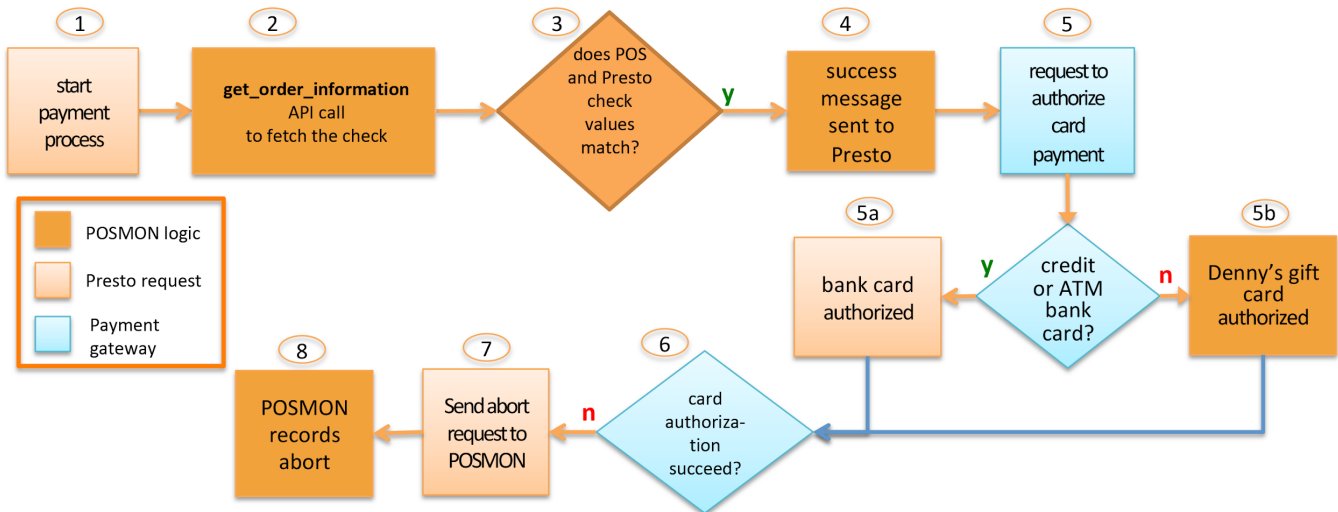 1
2
3
4
5
start
payment
process
get_order_information
API call
to fetch the check
does POS
and Presto
check
values
match?
y
success
message
sent to
Presto
request to
authorize
card
payment
POSMON logic
Presto request
Payment
gateway
5a
5b
bank card
authorized
y
credit
or ATM
bank
card?
n
Denny's gift
card
authorized
8
7
6
POSMON
records
abort
Send abort
request to
POSMON
n
card
authoriza-
tion
succeed?